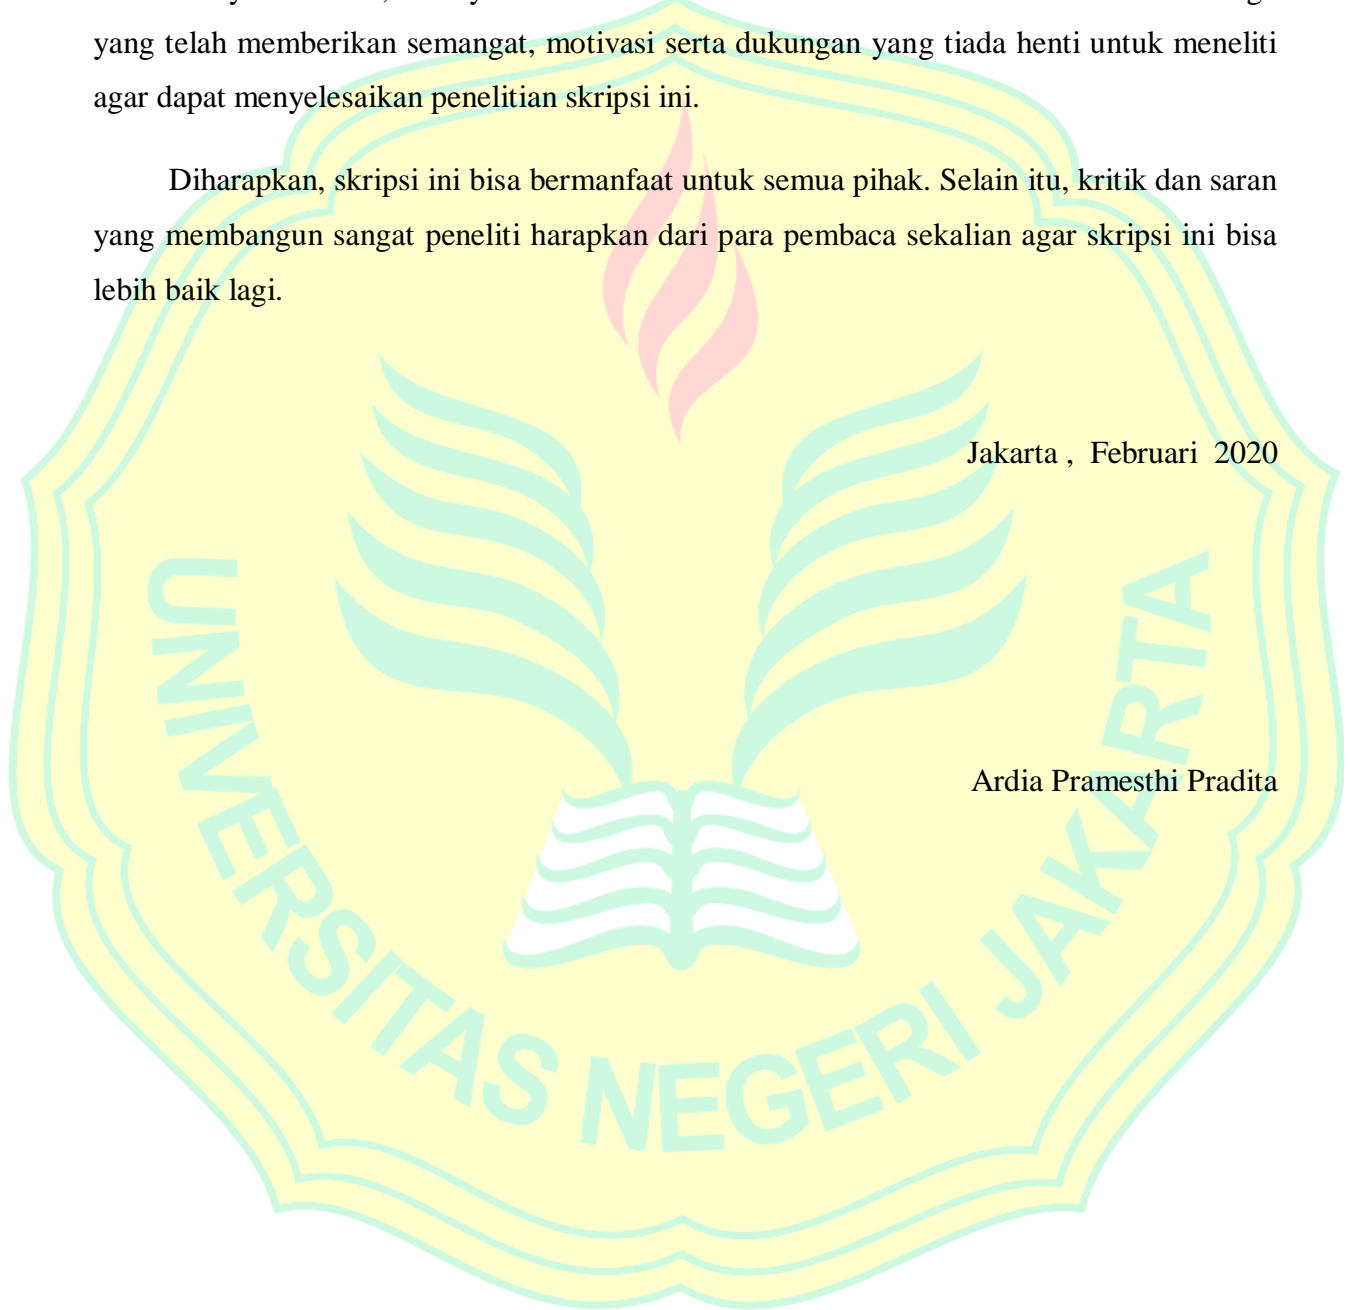 yang telah memberikan semangat, motivasi serta dukungan yang tiada henti untuk meneliti
agar dapat menyelesaikan penelitian skripsi ini.
Diharapkan, skripsi ini bisa bermanfaat untuk semua pihak. Selain itu, kritik dan saran
yang membangun sangat peneliti harapkan dari para pembaca sekalian agar skripsi ini bisa
lebih baik lagi.
Jakarta , Februari 2020
Ardia Pramesthi Pradita
UNIVERSITAS NEGERI JAKARTA